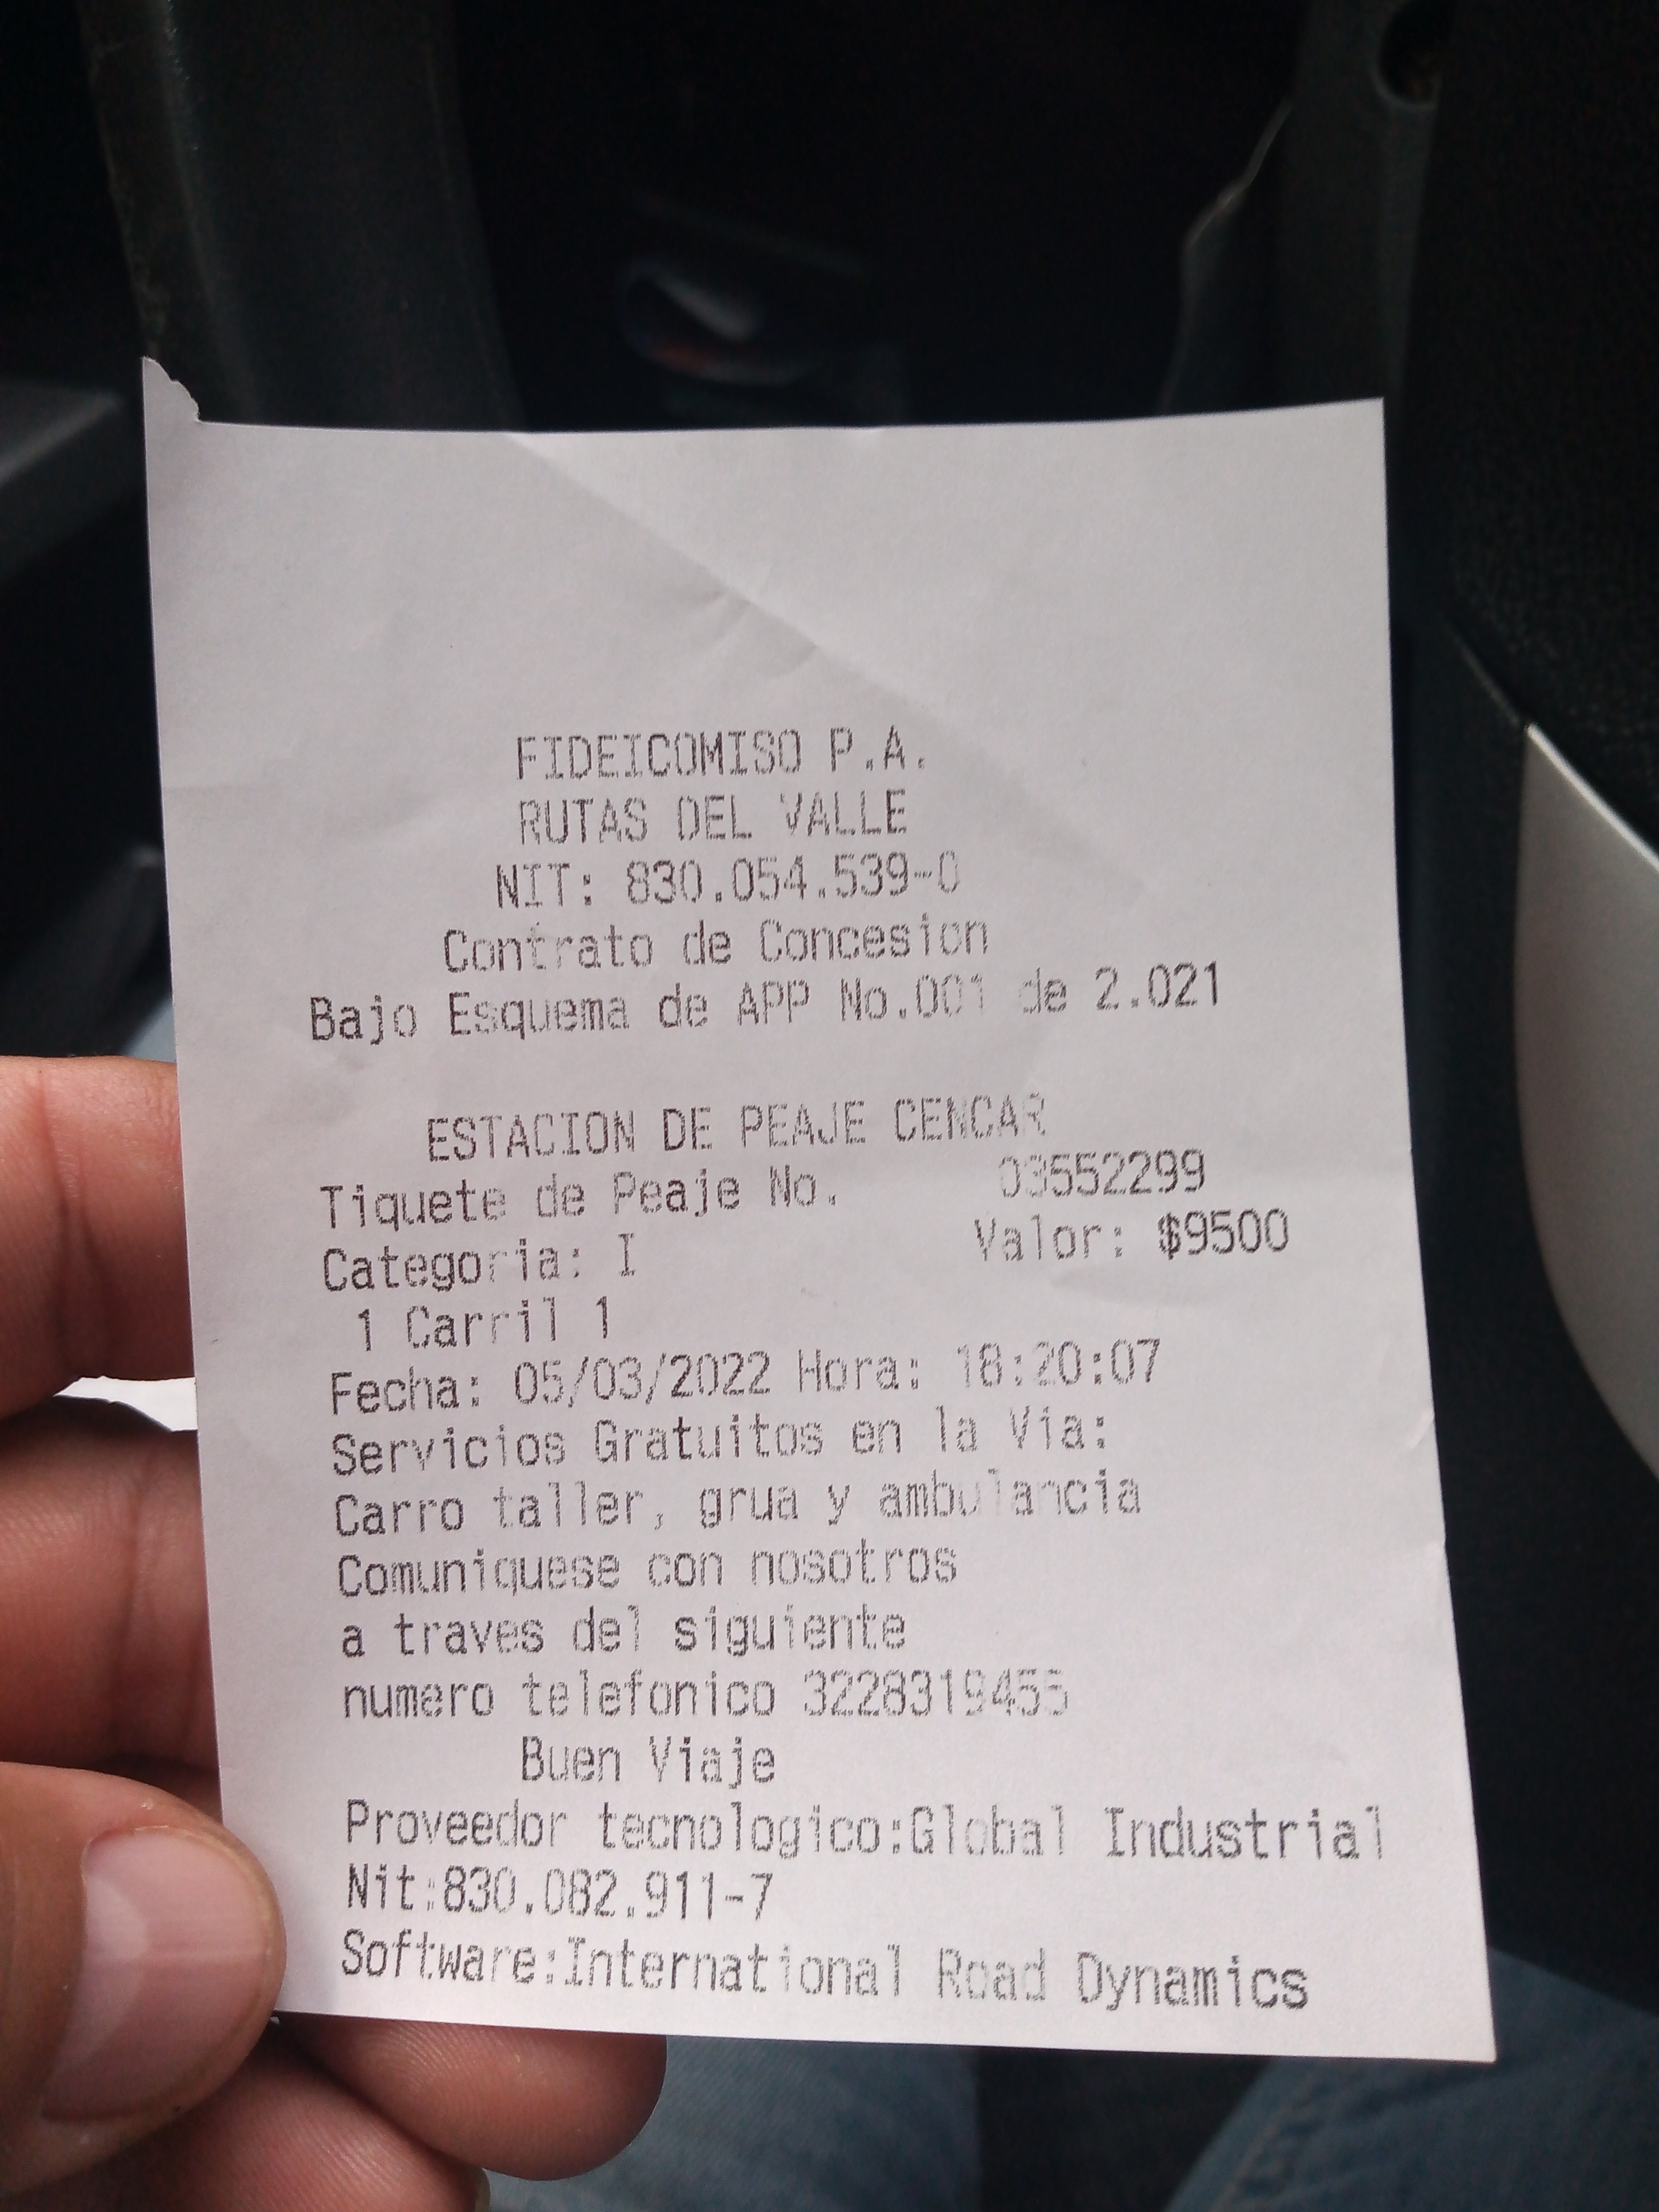 FIDEICOMISO P.A.
RUTAS DEL VALLE
NIT: 830.054.539-0
Contrato de Concesion
Bajo Esquema de APP No.001 de 2.021
ESTACION DE PEAJE CENCAR
Tiquete de Peaje No. 03552299
Categoria: I Valor: $9500
1 Carril 1
Fecha: 05/03/2022 Hora: 18:20:07
Servicios Gratuitos en la Via:
Carro taller, grua y ambulancia
Comuniquese con nosotros
a traves del siguiente
numero telefonico 3228319455
Buen Viaje
Proveedor tecnologico:Global Industrial
Nit:830.082.911-7
Software:International Road Dynamics